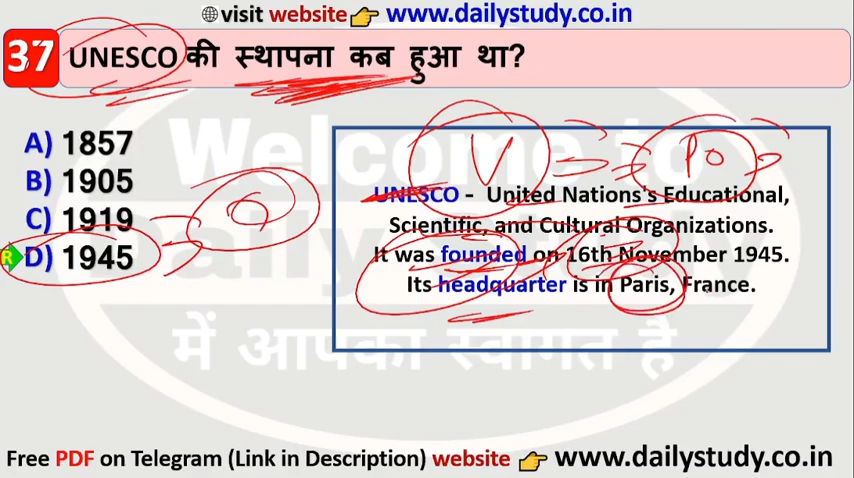 visit website 👉 www.dailystudy.co.in
37 UNESCO की स्थापना कब हुआ था?
A) 1857
B) 1905
C) 1919
R D) 1945
V PO
UNESCO - United Nations's Educational,
Scientific, and Cultural Organizations.
It was founded on 16th November 1945.
Its headquarter is in Paris, France.
Welcome to
dailystudy
में आपका स्वागत है
Free PDF on Telegram (Link in Description) website 👉 www.dailystudy.co.in